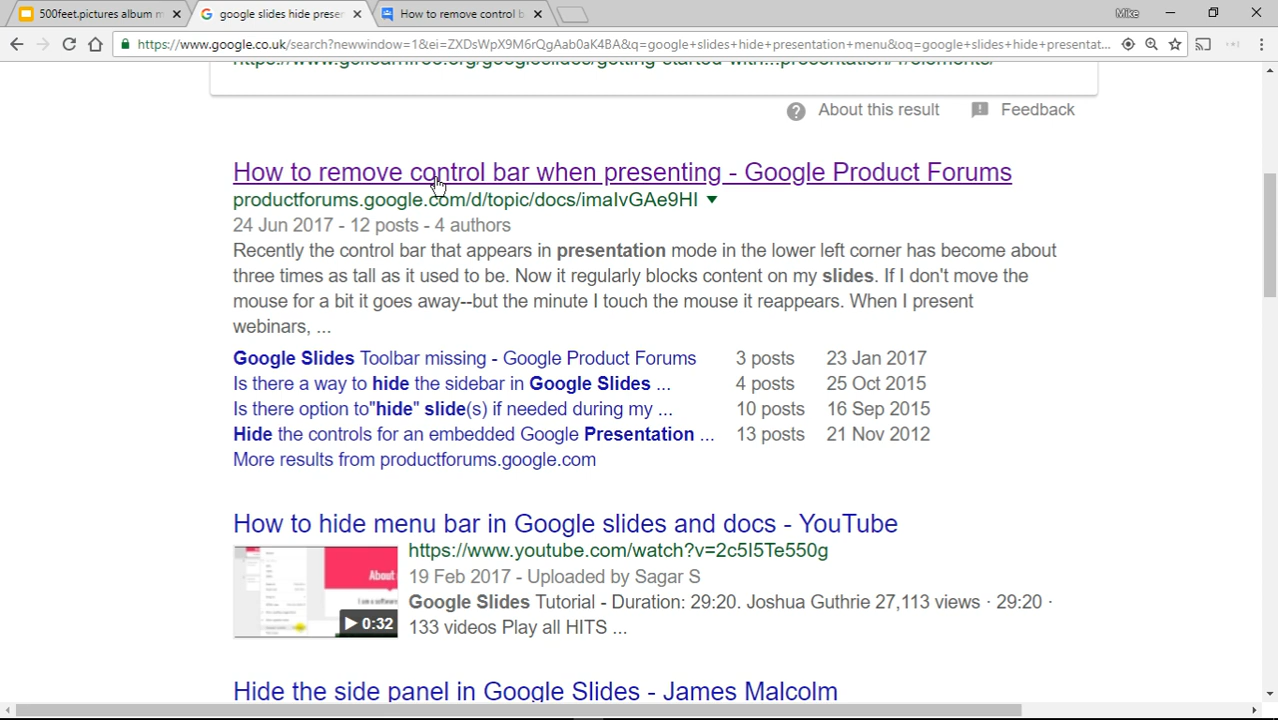 500feet.pictures album m
google slides hide preser
How to remove control b
Mike
https://www.google.co.uk/search?newwindow=1&ei=ZXDsWpX9M6rQgAab0aK4BA&q=google+slides+hide+presentation+menu&oq=google+slides+hide+presentat...
About this result
Feedback
How to remove control bar when presenting - Google Product Forums
productforums.google.com/d/topic/docs/imaIvGAe9HI
24 Jun 2017 - 12 posts - 4 authors
Recently the control bar that appears in presentation mode in the lower left corner has become about
three times as tall as it used to be. Now it regularly blocks content on my slides. If I don't move the
mouse for a bit it goes away--but the minute I touch the mouse it reappears. When I present
webinars, ...
Google Slides Toolbar missing - Google Product Forums 3 posts 23 Jan 2017
Is there a way to hide the sidebar in Google Slides ... 4 posts 25 Oct 2015
Is there option to"hide" slide(s) if needed during my ... 10 posts 16 Sep 2015
Hide the controls for an embedded Google Presentation ... 13 posts 21 Nov 2012
More results from productforums.google.com
How to hide menu bar in Google slides and docs - YouTube
https://www.youtube.com/watch?v=2c5I5Te550g
19 Feb 2017 - Uploaded by Sagar S
About
0:32
Google Slides Tutorial - Duration: 29:20. Joshua Guthrie 27,113 views · 29:20 ·
133 videos Play all HITS ...
Hide the side panel in Google Slides - James Malcolm